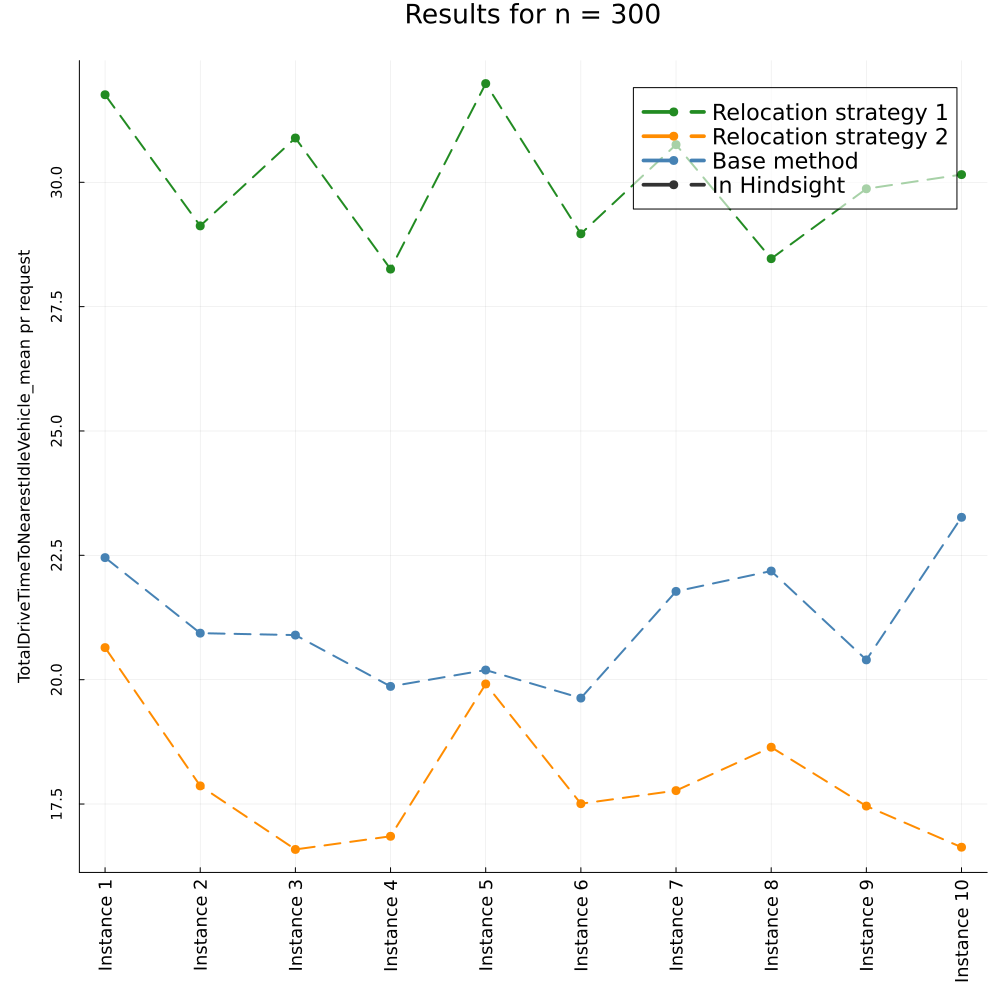 Results for n = 300
Relocation strategy 1
Relocation strategy 2
Base method
In Hindsight
TotalDriveTimeToNearestIdleVehicle_mean pr request
30.0
27.5
25.0
22.5
20.0
17.5
Instance 1
Instance 2
Instance 3
Instance 4
Instance 5
Instance 6
Instance 7
Instance 8
Instance 9
Instance 10